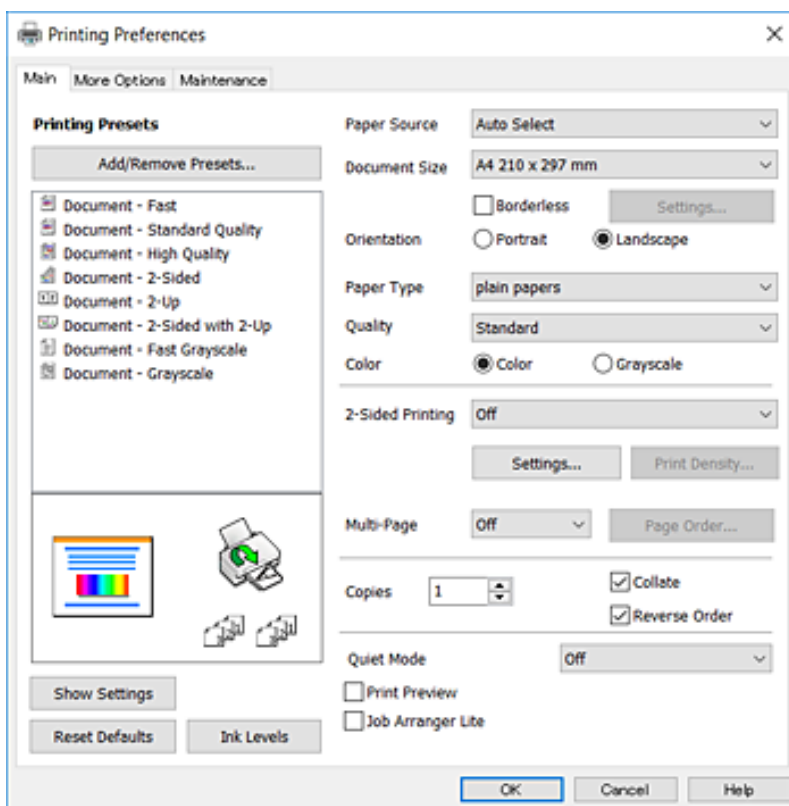 Printing Preferences
Main More Options Maintenance
Printing Presets
Add/Remove Presets...
Document - Fast
Document - Standard Quality
Document - High Quality
Document - 2-Sided
Document - 2-Up
Document - 2-Sided with 2-Up
Document - Fast Grayscale
Document - Grayscale
Show Settings
Reset Defaults Ink Levels
Paper Source Auto Select
Document Size A4 210 x 297 mm
Borderless Settings...
Orientation Portrait Landscape
Paper Type plain papers
Quality Standard
Color Color Grayscale
2-Sided Printing Off
Settings... Print Density...
Multi-Page Off Page Order...
Copies 1 Collate
Reverse Order
Quiet Mode Off
Print Preview
Job Arranger Lite
OK Cancel Help